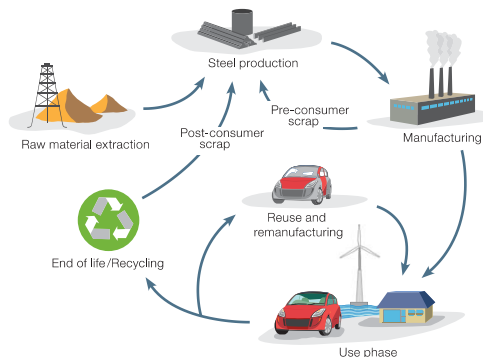 Steel production
Pre-consumer
scrap
Post-consumer
scrap
Manufacturing
Raw material extraction
Reuse and
remanufacturing
End of life/Recycling
Use phase